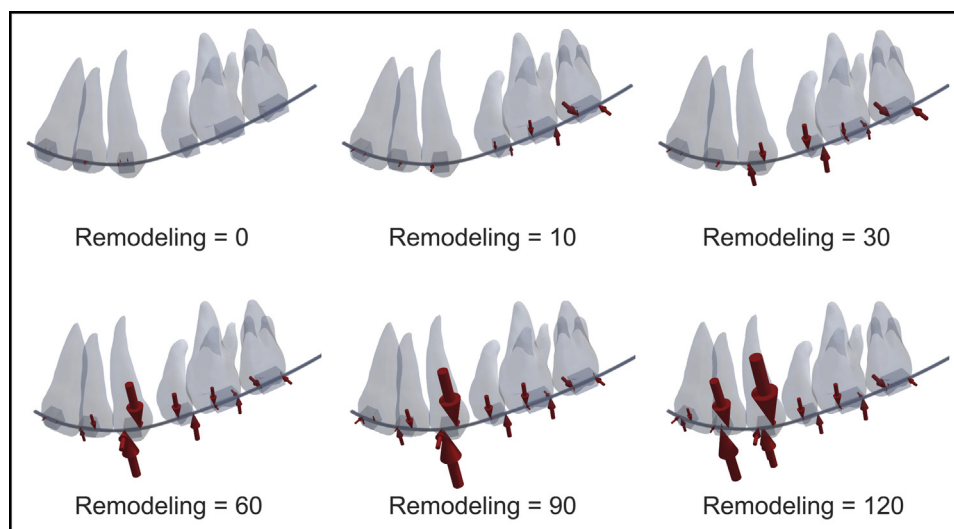 Remodeling = 0
Remodeling = 10
Remodeling = 30
Remodeling = 60
Remodeling = 90
Remodeling = 120